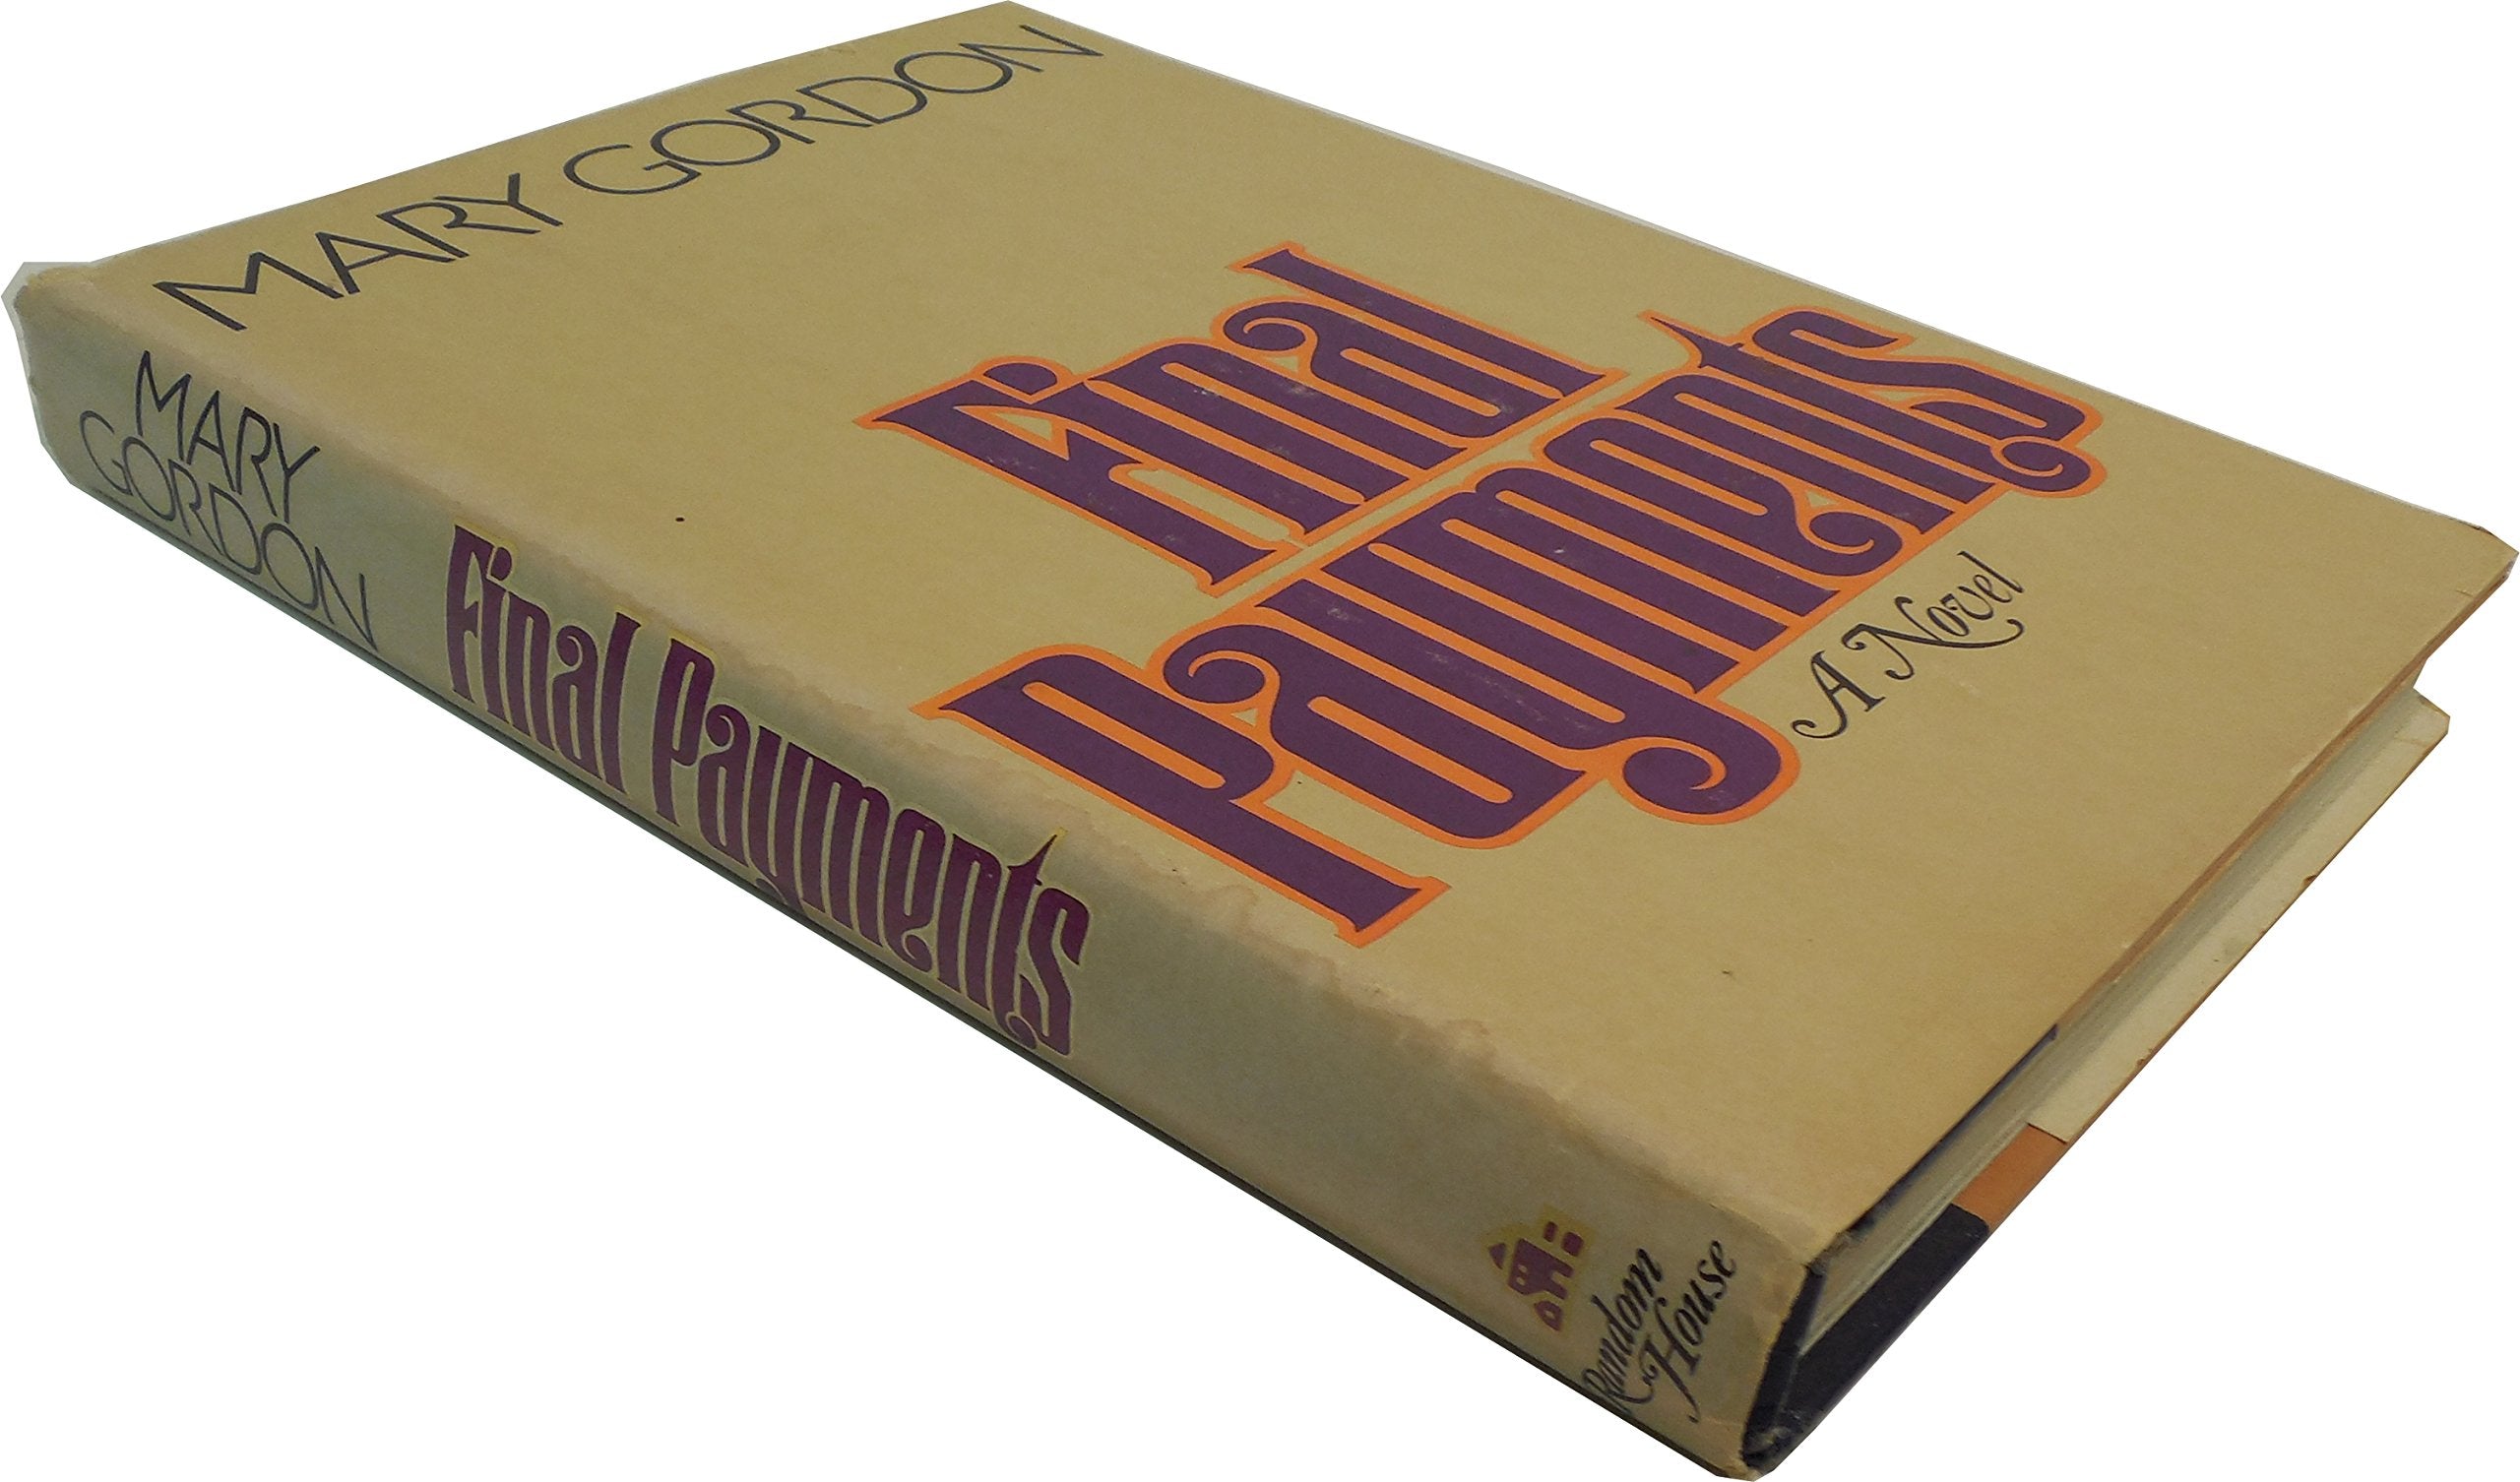 MARY GORDON
Final
Payments
A Novel
MARY
GORDON
Final Payments
Random
House